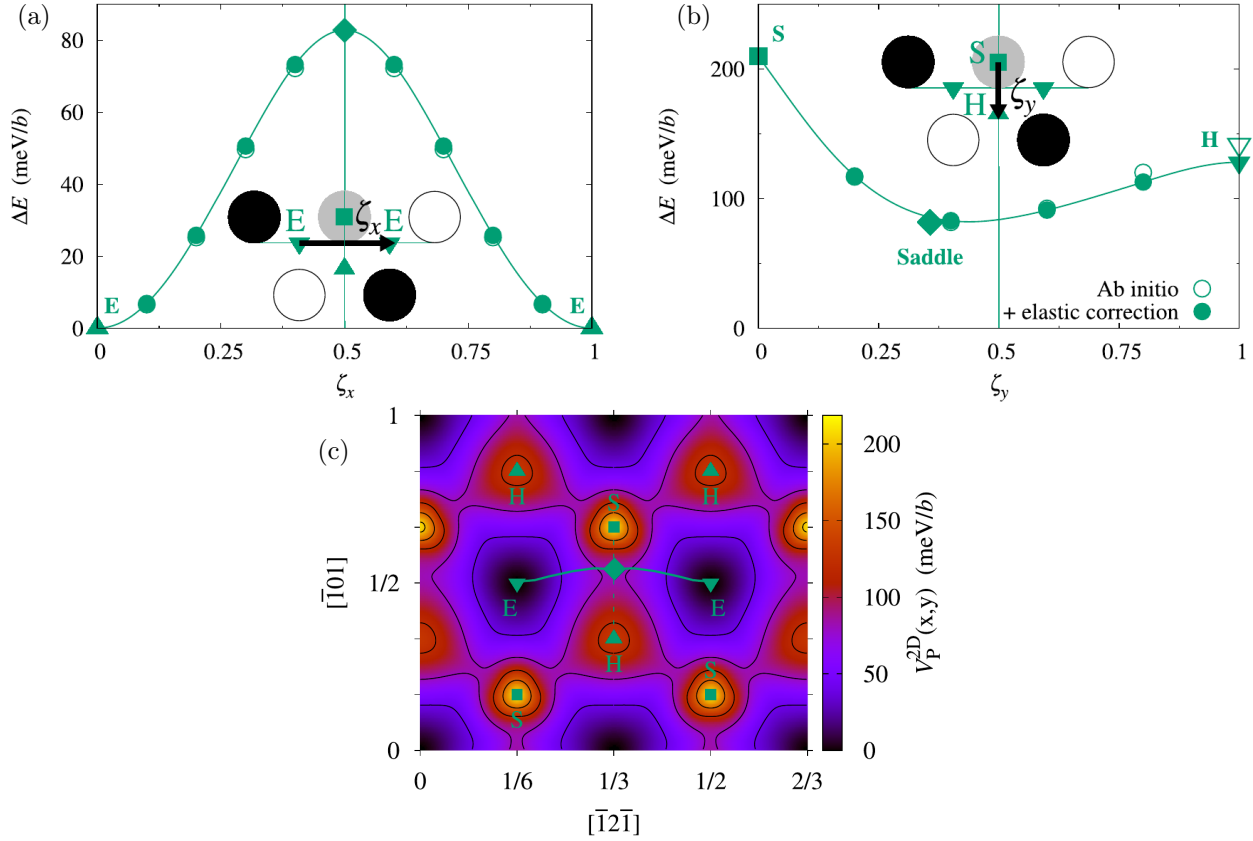 (a)
ΔE (meV/b)
80
60
40
20
0
E
E
E
E
ζx
0
0.25
0.5
0.75
1
ζx
(b)
ΔE (meV/b)
200
100
0
S
S
H
ζy
H
Saddle
Ab initio
+ elastic correction
0
0.25
0.5
0.75
1
ζy
(c)
[1̅01]
1
1/2
0
H
H
S
E
E
H
S
S
0
1/6
1/3
1/2
2/3
[1̅21̅]
200
150
100
50
0
V_P^2D(x,y) (meV/b)